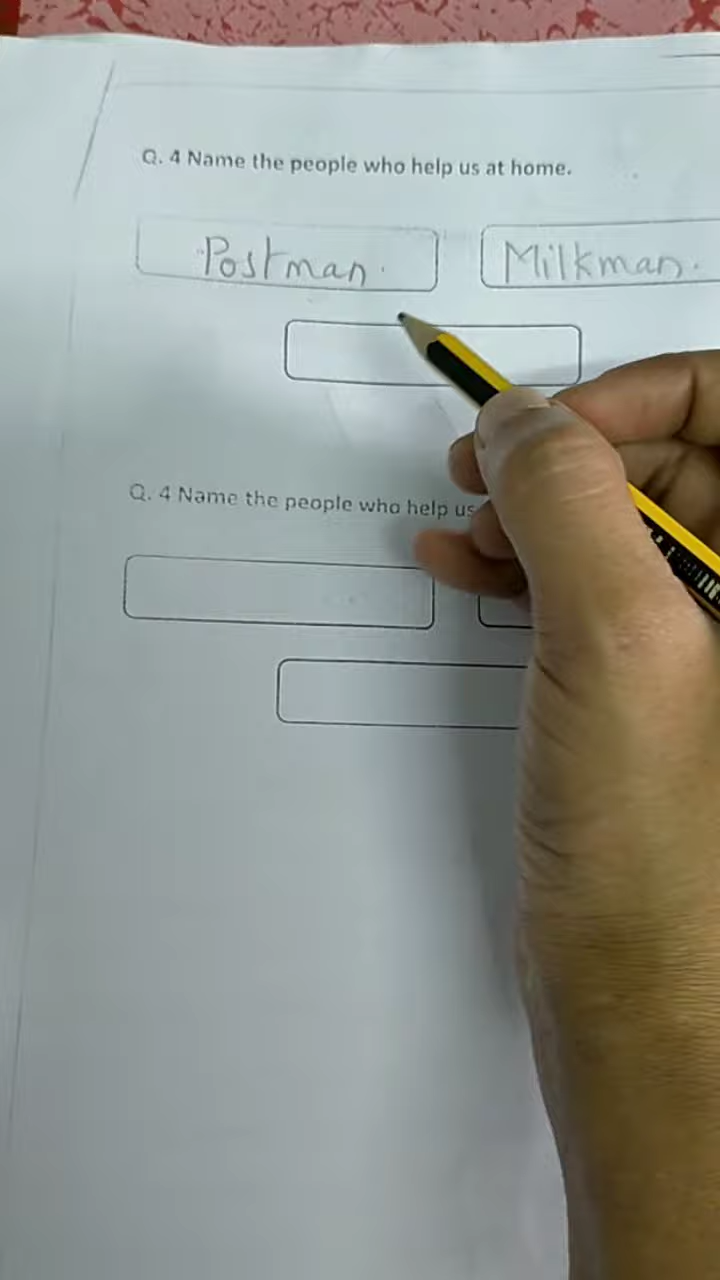 Q. 4 Name the people who help us at home.
Postman.
Milkman.
Q. 4 Name the people who help us